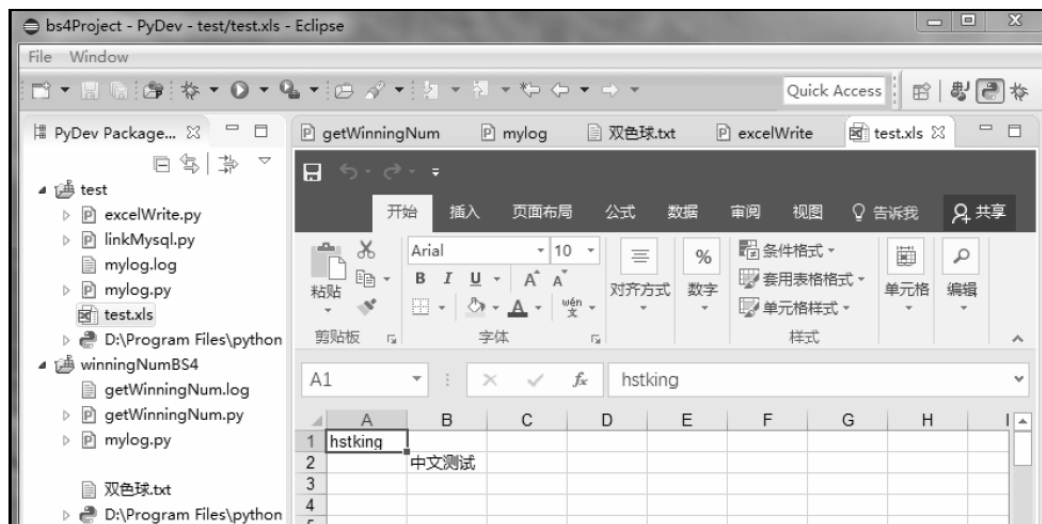 bs4Project - PyDev - test/test.xls - Eclipse
File Window
Quick Access
PyDev Package...
getWinningNum mylog 双色球.txt excelWrite test.xls
test
excelWrite.py
linkMysql.py
mylog.log
mylog.py
test.xls
D:\Program Files\python
winningNumBS4
getWinningNum.log
getWinningNum.py
mylog.py
双色球.txt
D:\Program Files\python
开始 插入 页面布局 公式 数据 审阅 视图 告诉我 共享
粘贴
剪贴板
Arial 10
B I U A A
A wén 文
字体
对齐方式
% 数字
条件格式
套用表格格式
单元格样式
样式
单元格
编辑
A1 fx hstking
A B C D E F G H I
1 hstking
2 中文测试
3
4
5